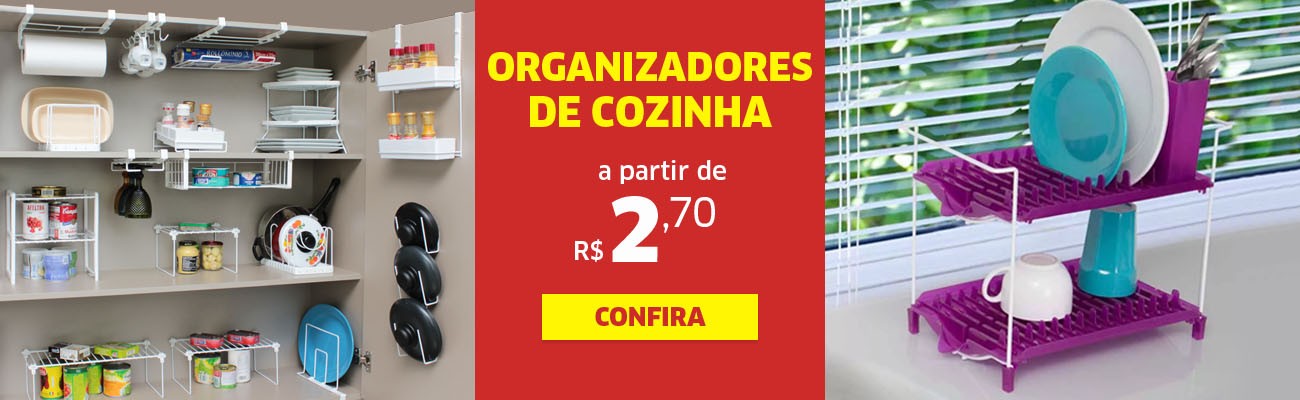 ORGANIZADORES
DE COZINHA
a partir de
R$ 2,70
CONFIRA